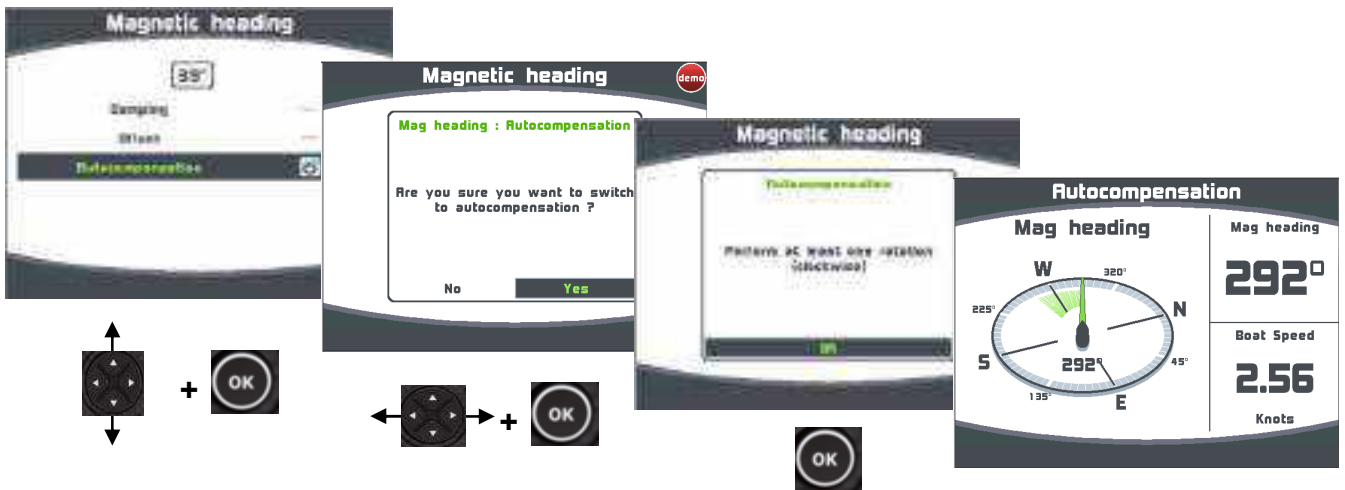 Magnetic heading
Damping
Offset
Autocompensation
+
OK
Magnetic heading
demo
Mag heading : Autocompensation
Are you sure you want to switch
to autocompensation ?
No
Yes
+
OK
Magnetic heading
Autocompensation
Perform at least one rotation
(clockwise)
OK
OK
Autocompensation
Mag heading
W
320°
N
225°
S
292°
45°
135°
E
Mag heading
292°
Boat Speed
2.56
Knots